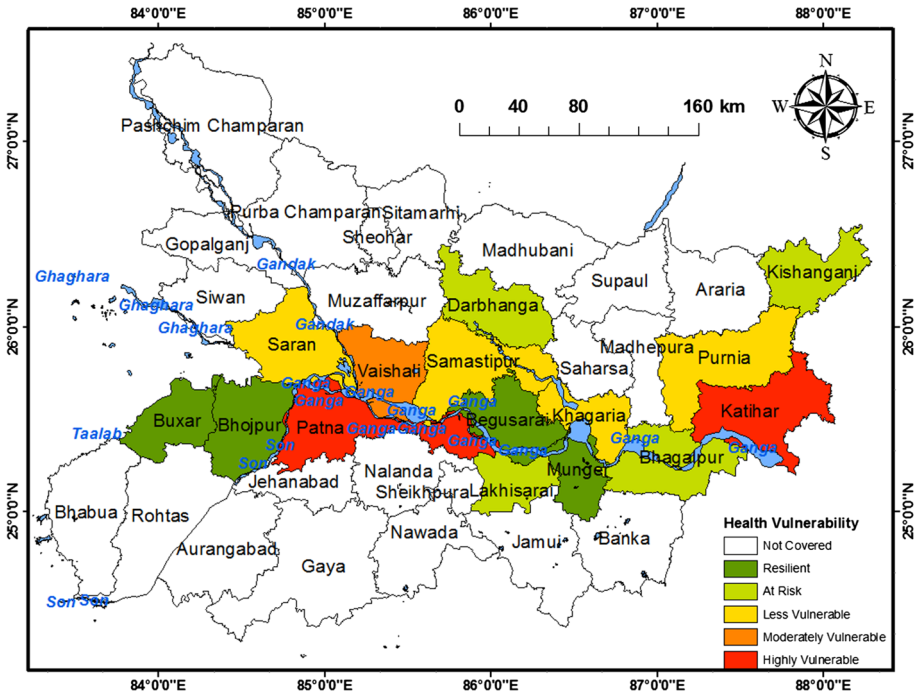 84°0'0"E 85°0'0"E 86°0'0"E 87°0'0"E 88°0'0"E
N
W E
S
0 40 80 160 km
27°0'0"N 27°0'0"N
Pashchim Champaran
Purba Champaran Sitamarhi
Sheohar
Gopalganj
Madhubani
Gandak
Kishanganj
Ghaghara
Supaul
Araria
Siwan
Muzaffarpur
Ghaghara
Darbhanga
26°0'0"N 26°0'0"N
Ghaghara
Gandak
Saran
Madhepura
Purnia
Samastipur
Saharsa
Vaishali
Ganga
Ganga
Ganga
Ganga
Ganga
Katihar
Khagaria
Buxar
Bhojpur
Patna
Ganga
Ganga
Begusarai
Taalab
Son
Ganga
Ganga
Ganga
Ganga
Bhagalpur
Son
Munger
Jehanabad
Nalanda
Sheikhpura
Lakhisarai
25°0'0"N 25°0'0"N
Bhabua
Rohtas
Nawada
Jamui
Banka
Aurangabad
Gaya
Son Son
Health Vulnerability
Not Covered
Resilient
At Risk
Less Vulnerable
Moderately Vulnerable
Highly Vulnerable
84°0'0"E 85°0'0"E 86°0'0"E 87°0'0"E 88°0'0"E